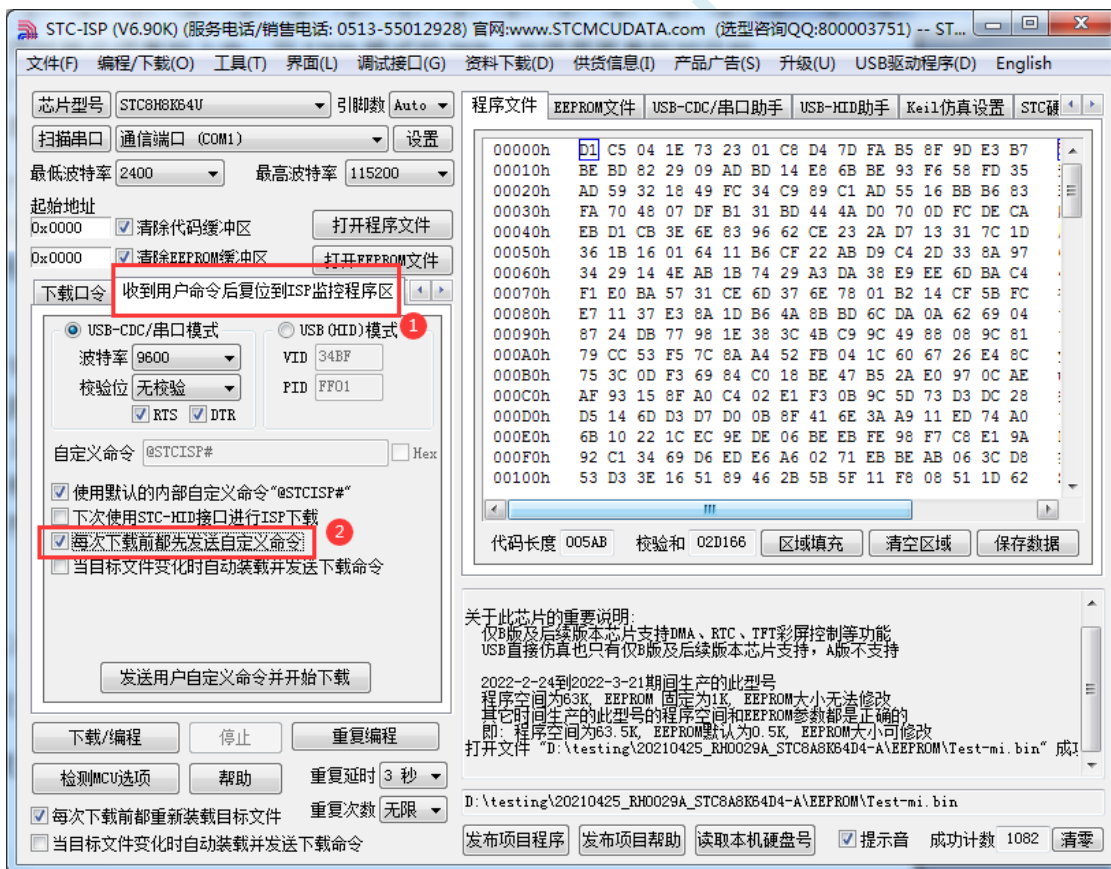 STC-ISP (V6.90K) (服务电话/销售电话: 0513-55012928) 官网:www.STCMCUDATA.com (选型咨询QQ:800003751) -- ST...
文件(F) 编程/下载(O) 工具(T) 界面(L) 调试接口(G) 资料下载(D) 供货信息(I) 产品广告(S) 升级(U) USB驱动程序(D) English
芯片型号 STC8H8K64U 引脚数 Auto
扫描串口 通信端口 (COM1) 设置
最低波特率 2400 最高波特率 115200
起始地址
0x0000 清除代码缓冲区 打开程序文件
0x0000 清除EEPROM缓冲区 打开EEPROM文件
下载口令 收到用户命令后复位到ISP监控程序区
1
USB-CDC/串口模式 USB(HID)模式
波特率 9600 VID 34BF
校验位 无校验 PID FF01
RTS DTR
自定义命令 @STCISP# Hex
使用默认的内部自定义命令"@STCISP#"
下次使用STC-HID接口进行ISP下载
每次下载前都先发送自定义命令
2
当目标文件变化时自动装载并发送下载命令
发送用户自定义命令并开始下载
下载/编程 停止 重复编程
检测MCU选项 帮助 重复延时 3 秒
每次下载前都重新装载目标文件 重复次数 无限
当目标文件变化时自动装载并发送下载命令
程序文件 EEPROM文件 USB-CDC/串口助手 USB-HID助手 Keil仿真设置 STC硬
00000h D1 C5 04 1E 73 23 01 C8 D4 7D FA B5 8F 9D E3 B7
00010h BE BD 82 29 09 AD BD 14 E8 6B BE 93 F6 58 FD 35
00020h AD 59 32 18 49 FC 34 C9 89 C1 AD 55 16 BB B6 83
00030h FA 70 48 07 DF B1 31 BD 44 4A D0 70 0D FC DE CA
00040h EB D1 CB 3E 6E 83 96 62 CE 23 2A D7 13 31 7C 1D
00050h 36 1B 16 01 64 11 B6 CF 22 AB D9 C4 2D 33 8A 97
00060h 34 29 14 4E AB 1B 74 29 A3 DA 38 E9 EE 6D BA C4
00070h F1 E0 BA 57 31 CE 6D 37 6E 78 01 B2 14 CF 5B FC
00080h E7 11 37 E3 8A 1D B6 4A 8B BD 6C DA 0A 62 69 04
00090h 87 24 DB 77 98 1E 38 3C 4B C9 9C 49 88 08 9C 81
000A0h 79 CC 53 F5 7C 8A A4 52 FB 04 1C 60 67 26 E4 8C
000B0h 75 3C 0D F3 69 84 C0 18 BE 47 B5 2A E0 97 0C AE
000C0h AF 93 15 8F A0 C4 02 E1 F3 0B 9C 5D 73 D3 DC 28
000D0h D5 14 6D D3 D7 D0 0B 8F 41 6E 3A A9 11 ED 74 A0
000E0h 6B 10 22 1C EC 9E DE 06 BE EB FE 98 F7 C8 E1 9A
000F0h 92 C1 34 69 D6 ED E6 A6 02 71 EB BE AB 06 3C D8
00100h 53 D3 3E 16 51 89 46 2B 5B 5F 11 F8 08 51 1D 62
代码长度 005AB 校验和 02D166 区域填充 清空区域 保存数据
关于此芯片的重要说明:
仅B版及后续版本芯片支持DMA、RTC、TFT彩屏控制等功能
USB直接仿真也只有仅B版及后续版本芯片支持，A版不支持
2022-2-24到2022-3-21期间生产的此型号
程序空间为63K, EEPROM 固定为1K, EEPROM大小无法修改
其它时间生产的此型号的程序空间和EEPROM参数都是正确的
即: 程序空间为63.5K, EEPROM默认为0.5K, EEPROM大小可修改
打开文件 "D:\testing\20210425_RH0029A_STC8A8K64D4-A\EEPROM\Test-mi.bin" 成功
D:\testing\20210425_RH0029A_STC8A8K64D4-A\EEPROM\Test-mi.bin
发布项目程序 发布项目帮助 读取本机硬盘号 提示音 成功计数 1082 清零